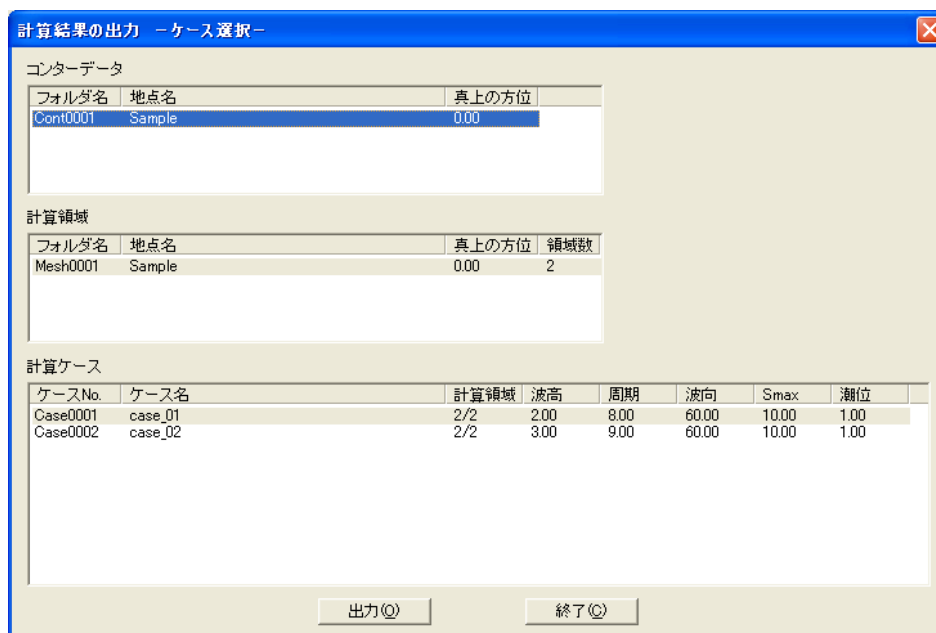 計算結果の出力 －ケース選択－
コンターデータ
フォルダ名 地点名 真上の方位
Cont0001 Sample 0.00
計算領域
フォルダ名 地点名 真上の方位 領域数
Mesh0001 Sample 0.00 2
計算ケース
ケースNo. ケース名 計算領域 波高 周期 波向 Smax 潮位
Case0001 case_01 2/2 2.00 8.00 60.00 10.00 1.00
Case0002 case_02 2/2 3.00 9.00 60.00 10.00 1.00
出力(O) 終了(C)